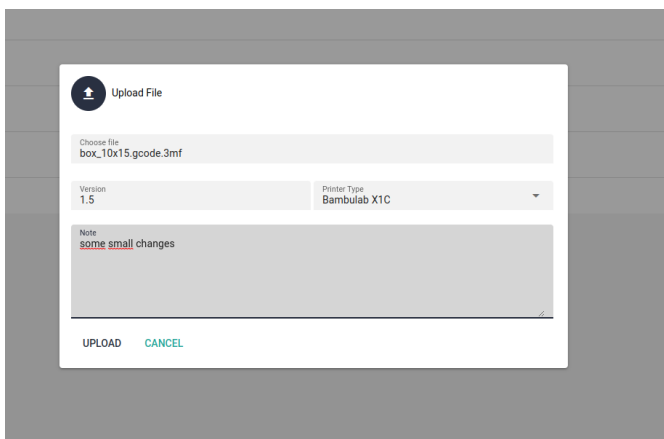 Upload File
Choose file
box_10x15.gcode.3mf
Version
1.5
Printer Type
Bambulab X1C
Note
some small changes
UPLOAD CANCEL